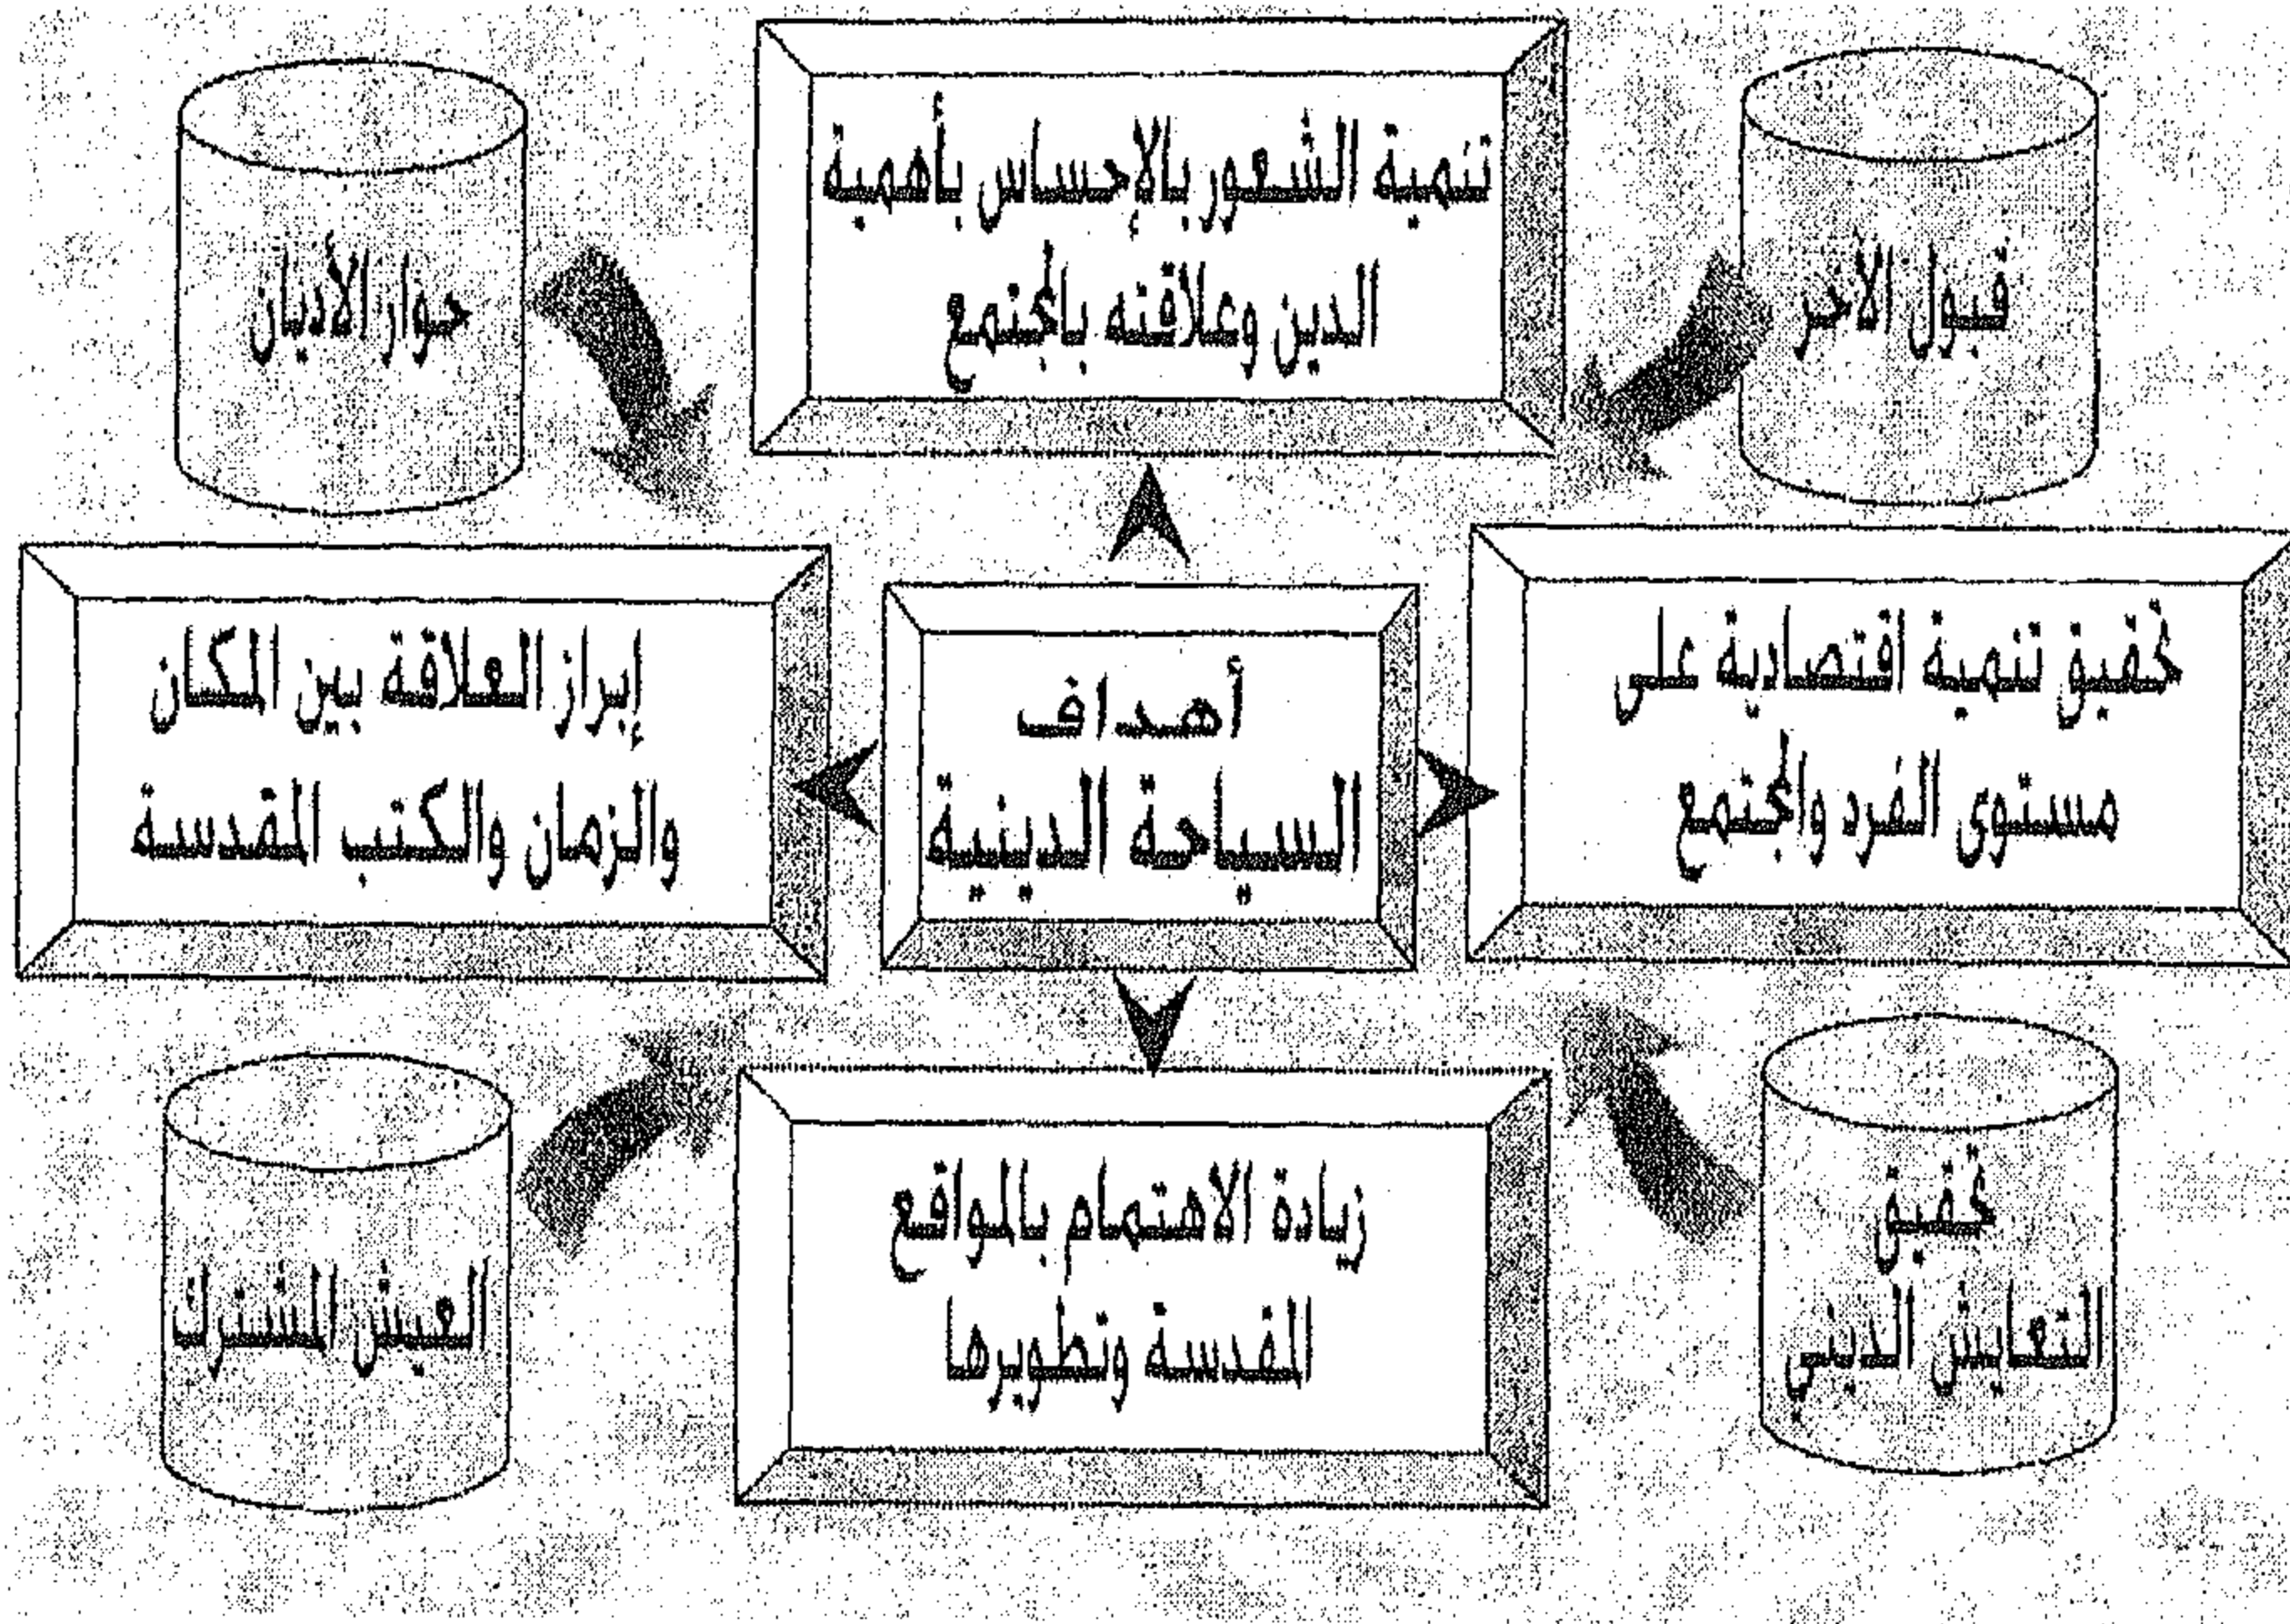 تنمية الشعور بالإحساس بأهمية
الدين وعلاقته بالمجتمع
قبول الآخر
حوار الأديان
تحقيق تنمية اقتصادية على
مستوى الفرد والمجتمع
أهداف
السياحة الدينية
إبراز العلاقة بين المكان
والزمان والكتب المقدسة
تحقيق
التعايش الديني
زيادة الاهتمام بالمواقع
المقدسة وتطويرها
العيش المشترك